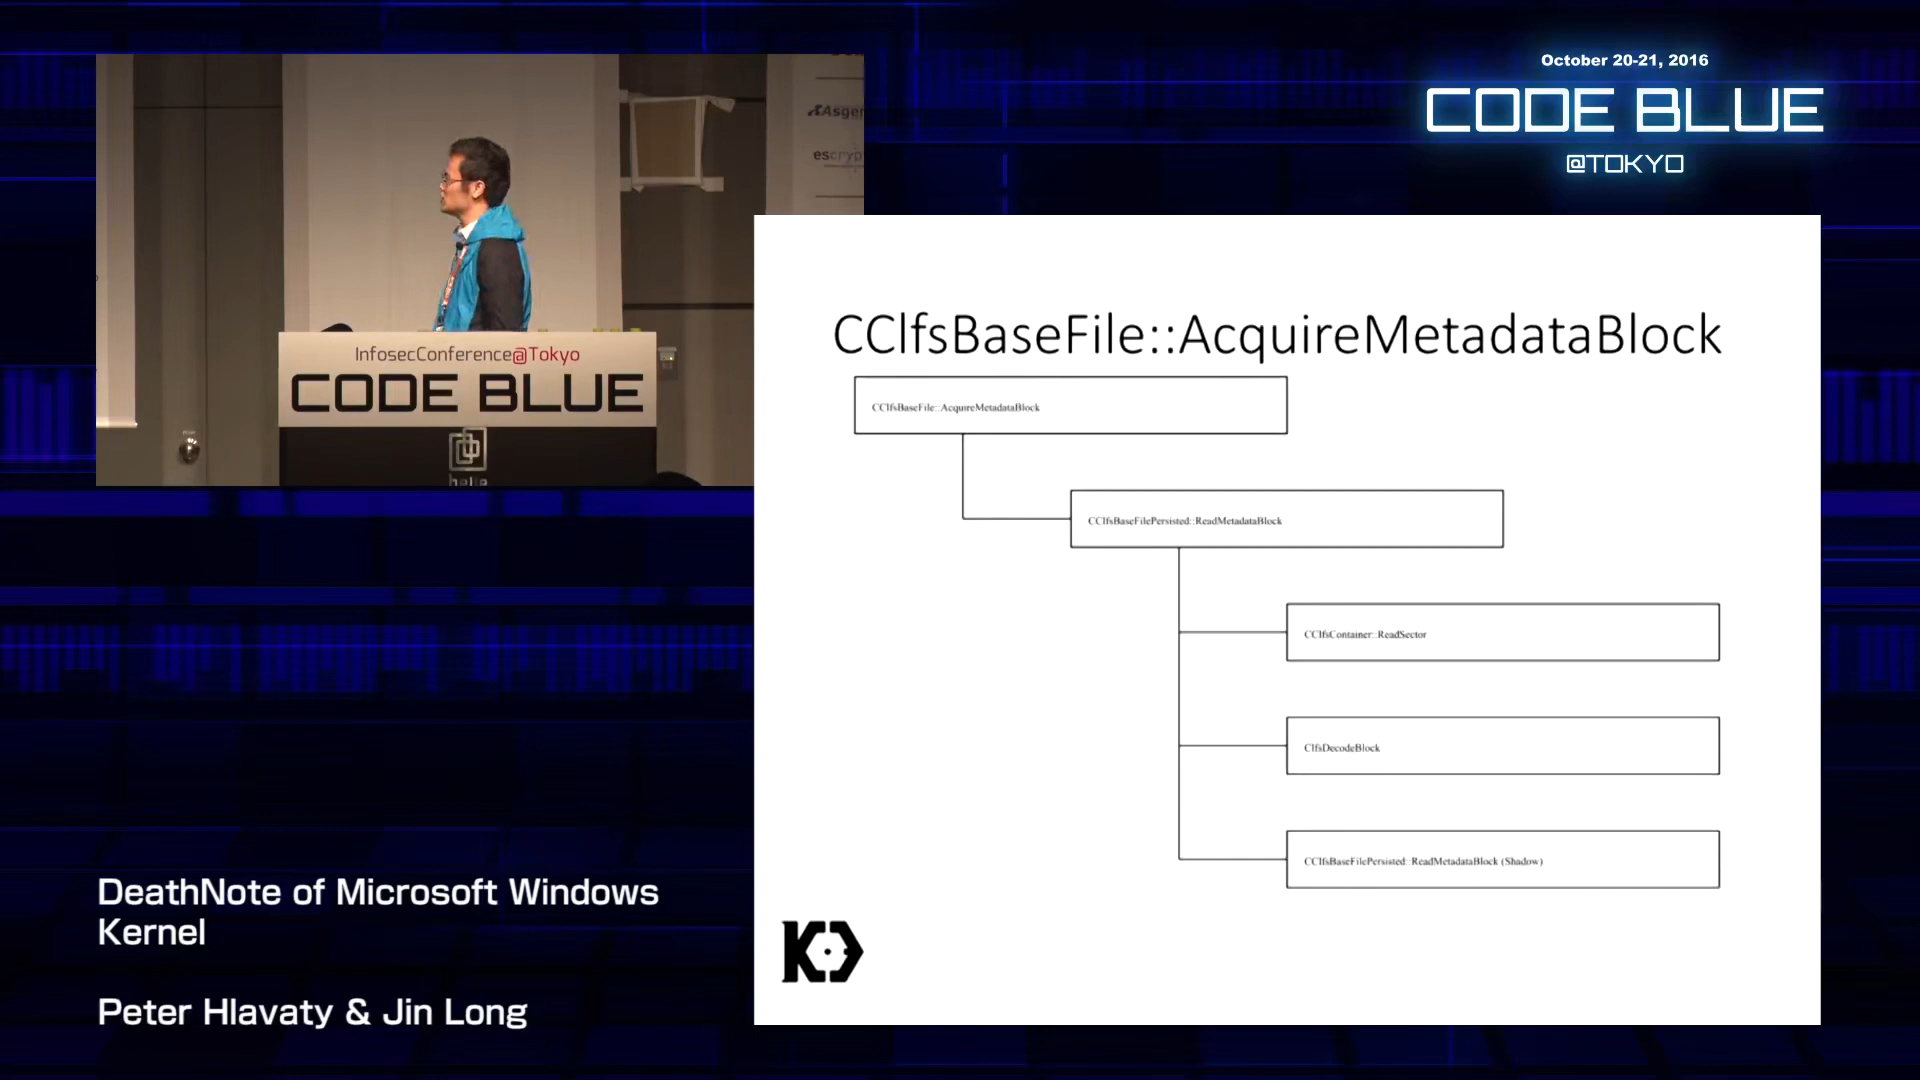 October 20-21, 2016
CODE BLUE
@TOKYO
InfosecConference@Tokyo
CODE BLUE
CClfsBaseFile::AcquireMetadataBlock
CClfsBaseFile::AcquireMetadataBlock
CClfsBaseFilePersisted::ReadMetadataBlock
CClfsContainer::ReadSector
ClfsDecodeBlock
CClfsBaseFilePersisted::ReadMetadataBlock (Shadow)
DeathNote of Microsoft Windows
Kernel
Peter Hlavaty & Jin Long